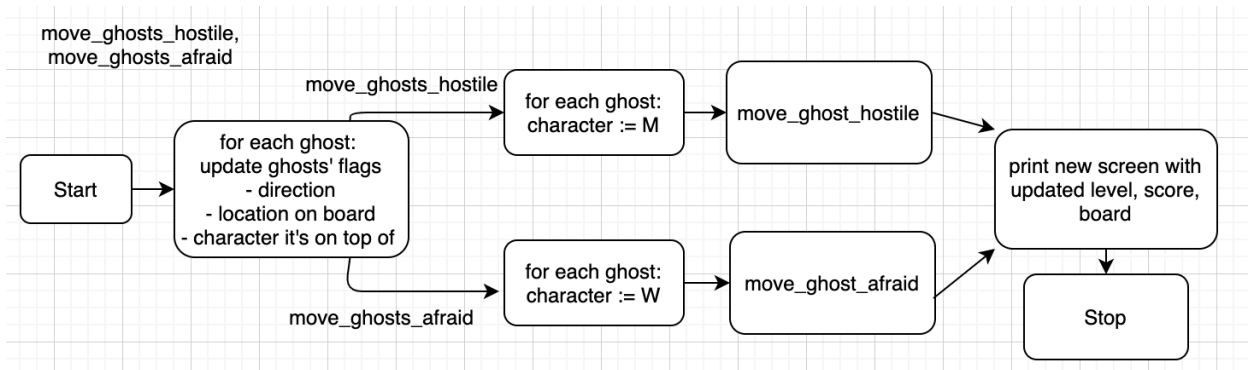 move_ghosts_hostile,
move_ghosts_afraid
Start
for each ghost:
update ghosts' flags
- direction
- location on board
- character it's on top of
move_ghosts_hostile
for each ghost:
character := M
move_ghost_hostile
move_ghosts_afraid
for each ghost:
character := W
move_ghost_afraid
print new screen with
updated level, score,
board
Stop